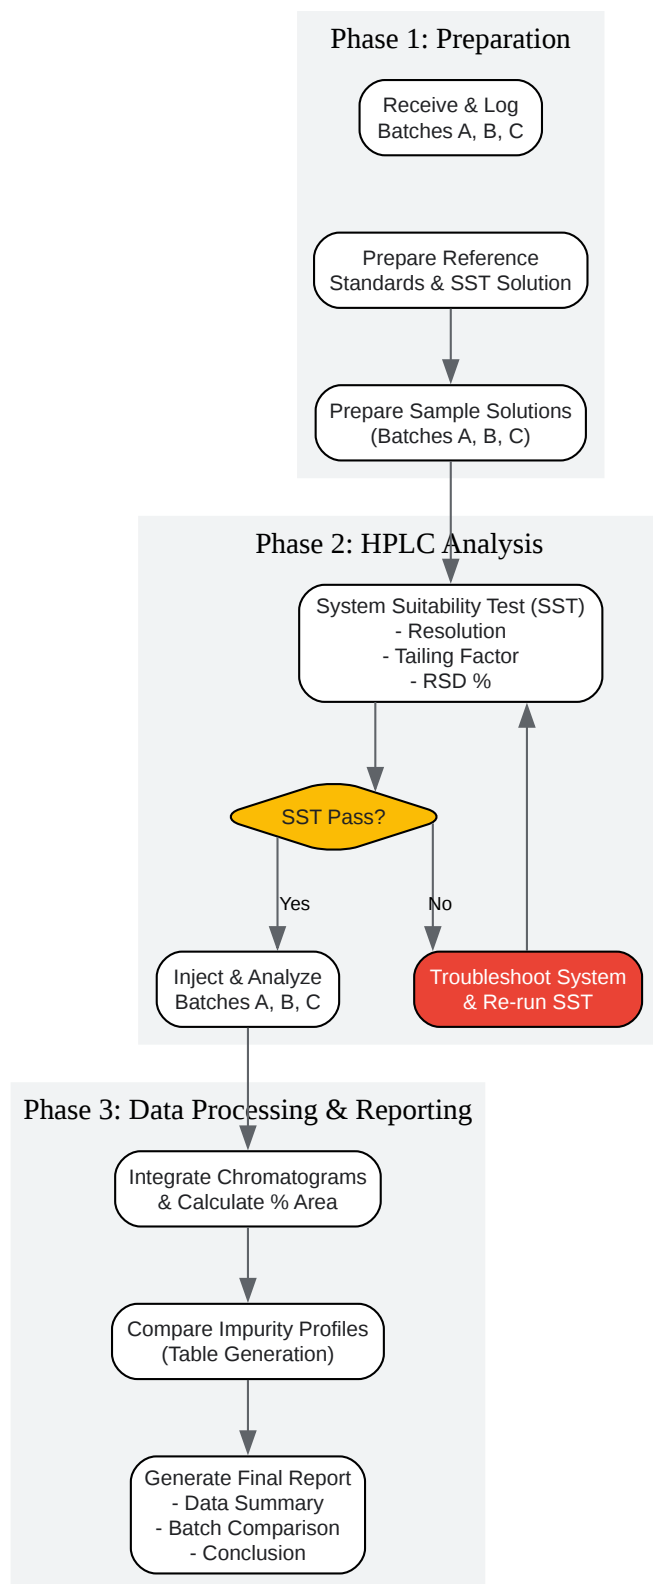 Phase 1: Preparation
Receive & Log
Batches A, B, C
Prepare Reference
Standards & SST Solution
Prepare Sample Solutions
(Batches A, B, C)
Phase 2: HPLC Analysis
System Suitability Test (SST)
- Resolution
- Tailing Factor
- RSD %
SST Pass?
Yes
No
Inject & Analyze
Batches A, B, C
Troubleshoot System
& Re-run SST
Phase 3: Data Processing & Reporting
Integrate Chromatograms
& Calculate % Area
Compare Impurity Profiles
(Table Generation)
Generate Final Report
- Data Summary
- Batch Comparison
- Conclusion